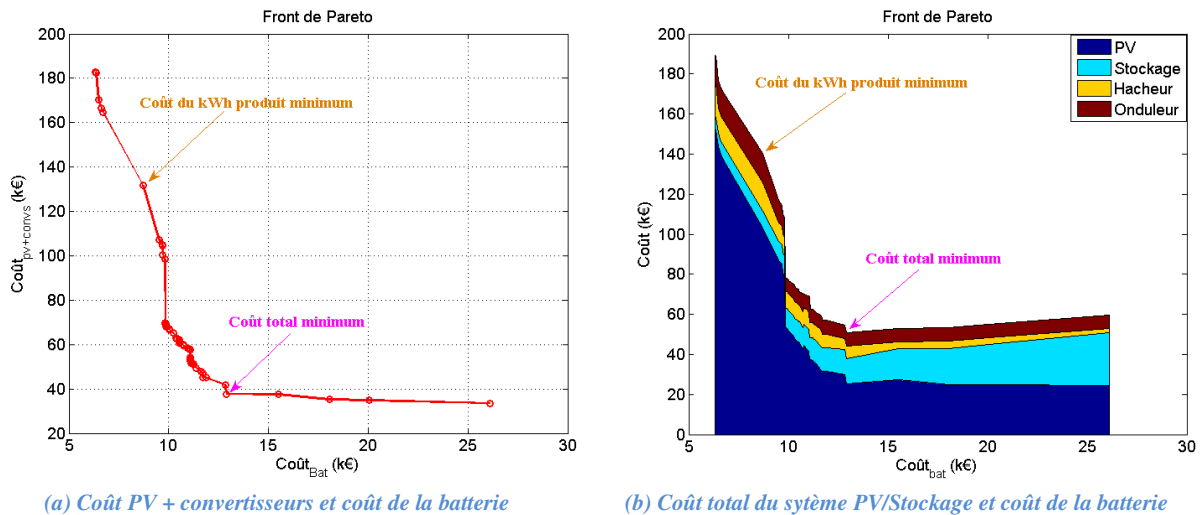 Front de Pareto
200
180
160
140
120
100
80
60
40
20
Coût_pv+convs (k€)
Coût du kWh produit minimum
Coût total minimum
5
10
15
20
25
30
Coût_Bat (k€)
(a) Coût PV + convertisseurs et coût de la batterie
Front de Pareto
200
180
160
140
120
100
80
60
40
20
0
Coût (k€)
PV
Stockage
Hacheur
Onduleur
Coût du kWh produit minimum
Coût total minimum
5
10
15
20
25
30
Coût_bat (k€)
(b) Coût total du sytème PV/Stockage et coût de la batterie